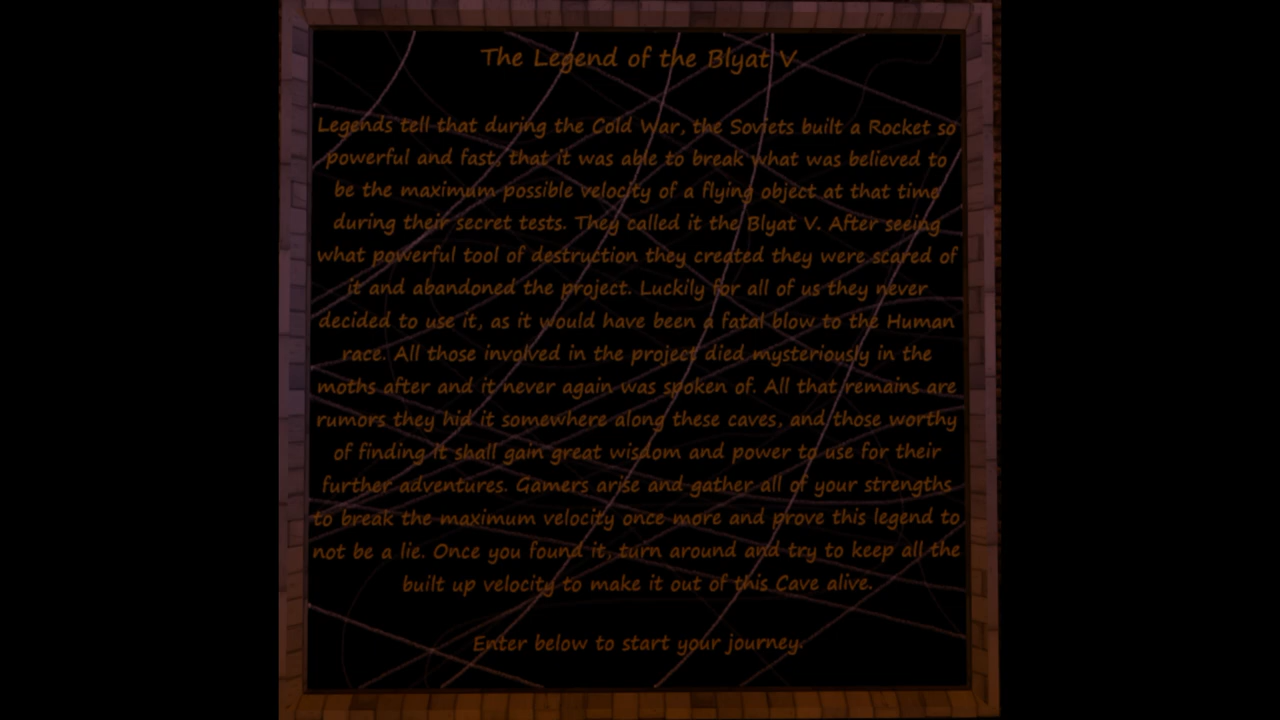 The Legend of the Blyat V
Legends tell that during the Cold War, the Soviets built a Rocket so
powerful and fast, that it was able to break what was believed to
be the maximum possible velocity of a flying object at that time
during their secret tests. They called it the Blyat V. After seeing
what powerful tool of destruction they created they were scared of
it and abandoned the project. Luckily for all of us they never
decided to use it, as it would have been a fatal blow to the Human
race. All those involved in the project died mysteriously in the
moths after and it never again was spoken of. All that remains are
rumors they hid it somewhere along these caves, and those worthy
of finding it shall gain great wisdom and power to use for their
further adventures. Gamers arise and gather all of your strengths
to break the maximum velocity once more and prove this legend to
not be a lie. Once you found it, turn around and try to keep all the
built up velocity to make it out of this Cave alive.
Enter below to start your journey.